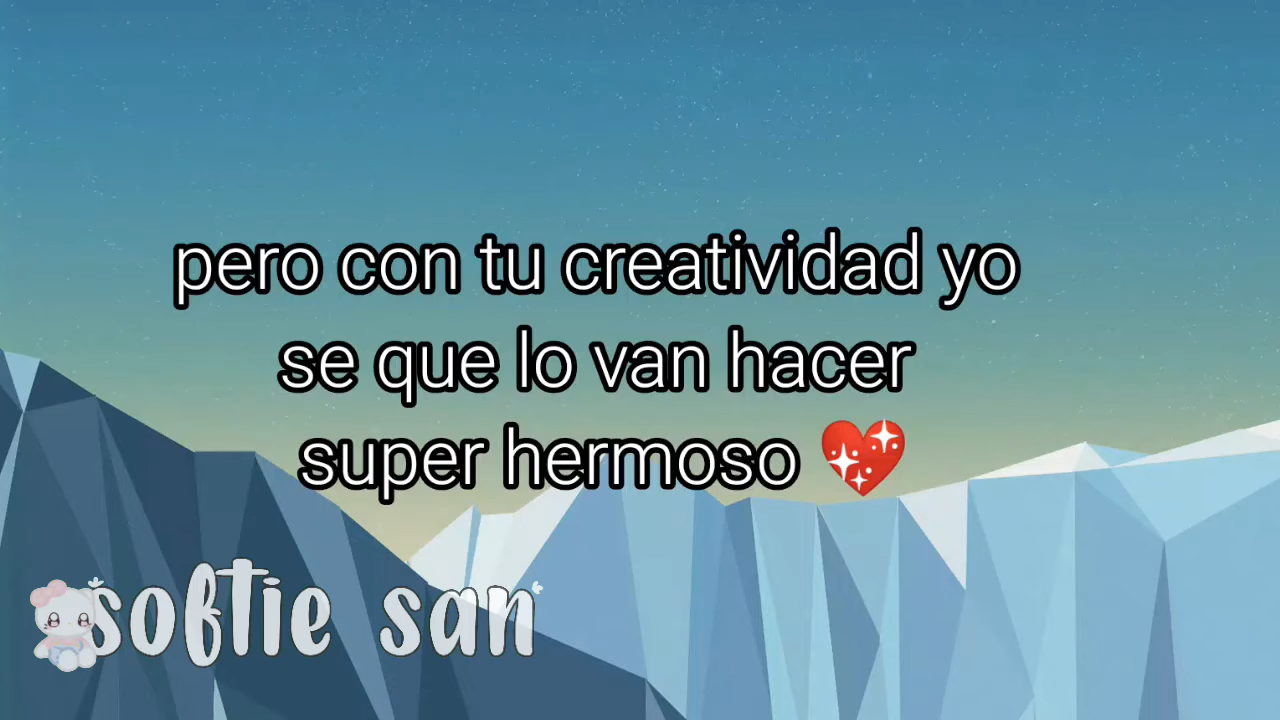 pero con tu creatividad yo
se que lo van hacer
super hermoso 💖
softie san